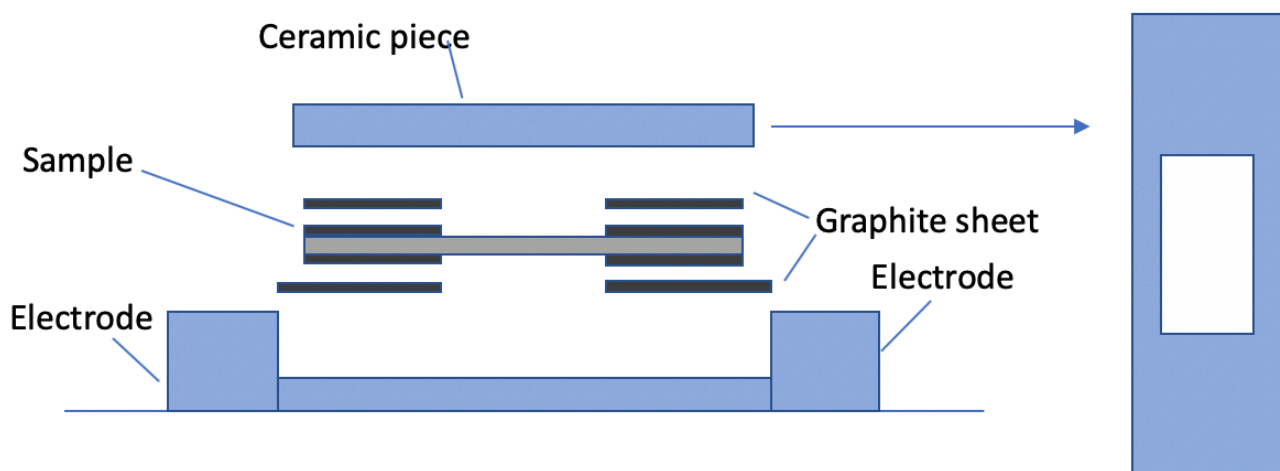 Ceramic piece
Sample
Graphite sheet
Electrode
Electrode